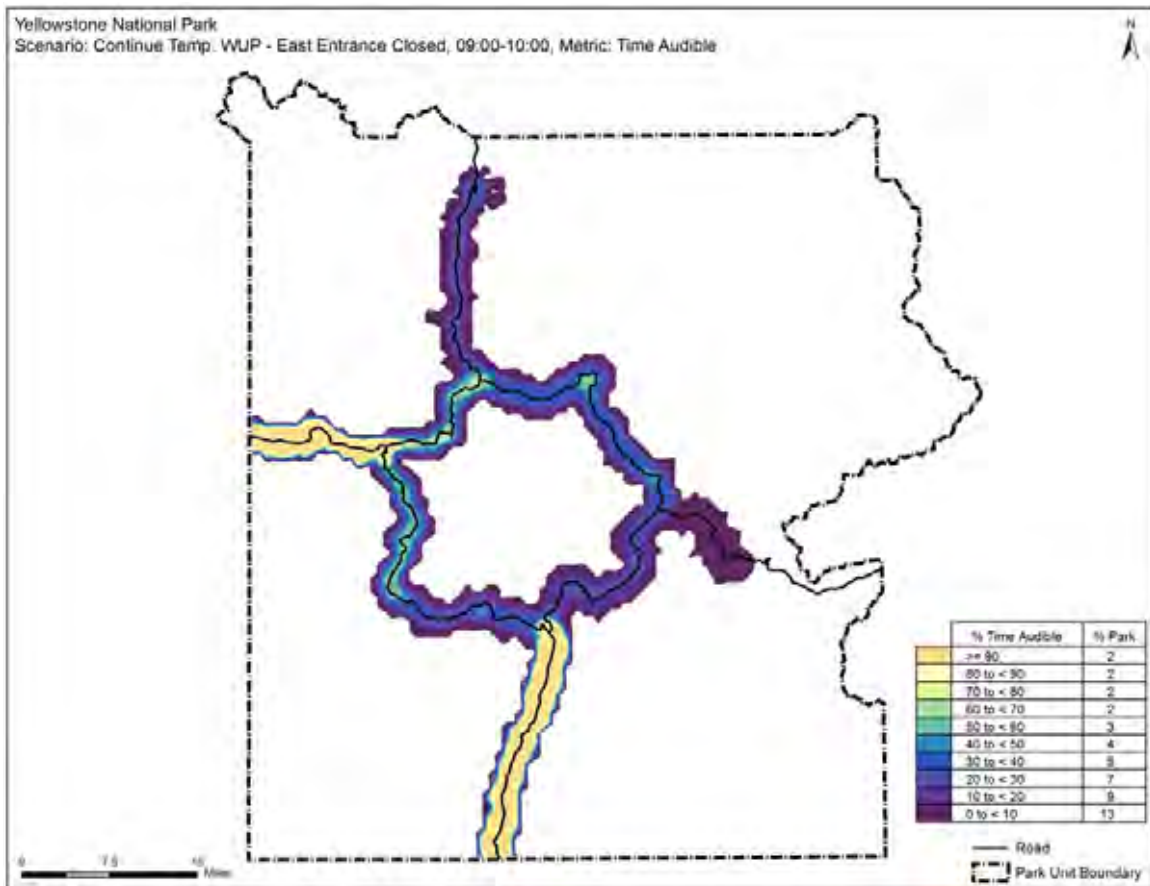 Yellowstone National Park
Scenario: Continue Temp. WUP - East Entrance Closed, 09:00-10:00, Metric: Time Audible
N
% Time Audible % Park
>= 90 2
80 to < 90 2
70 to < 80 2
60 to < 70 2
50 to < 60 3
40 to < 50 4
30 to < 40
20 to < 30 7
10 to < 20 9
0 to < 10 13
Road
Park Unit Boundary
0 7.5
Miles